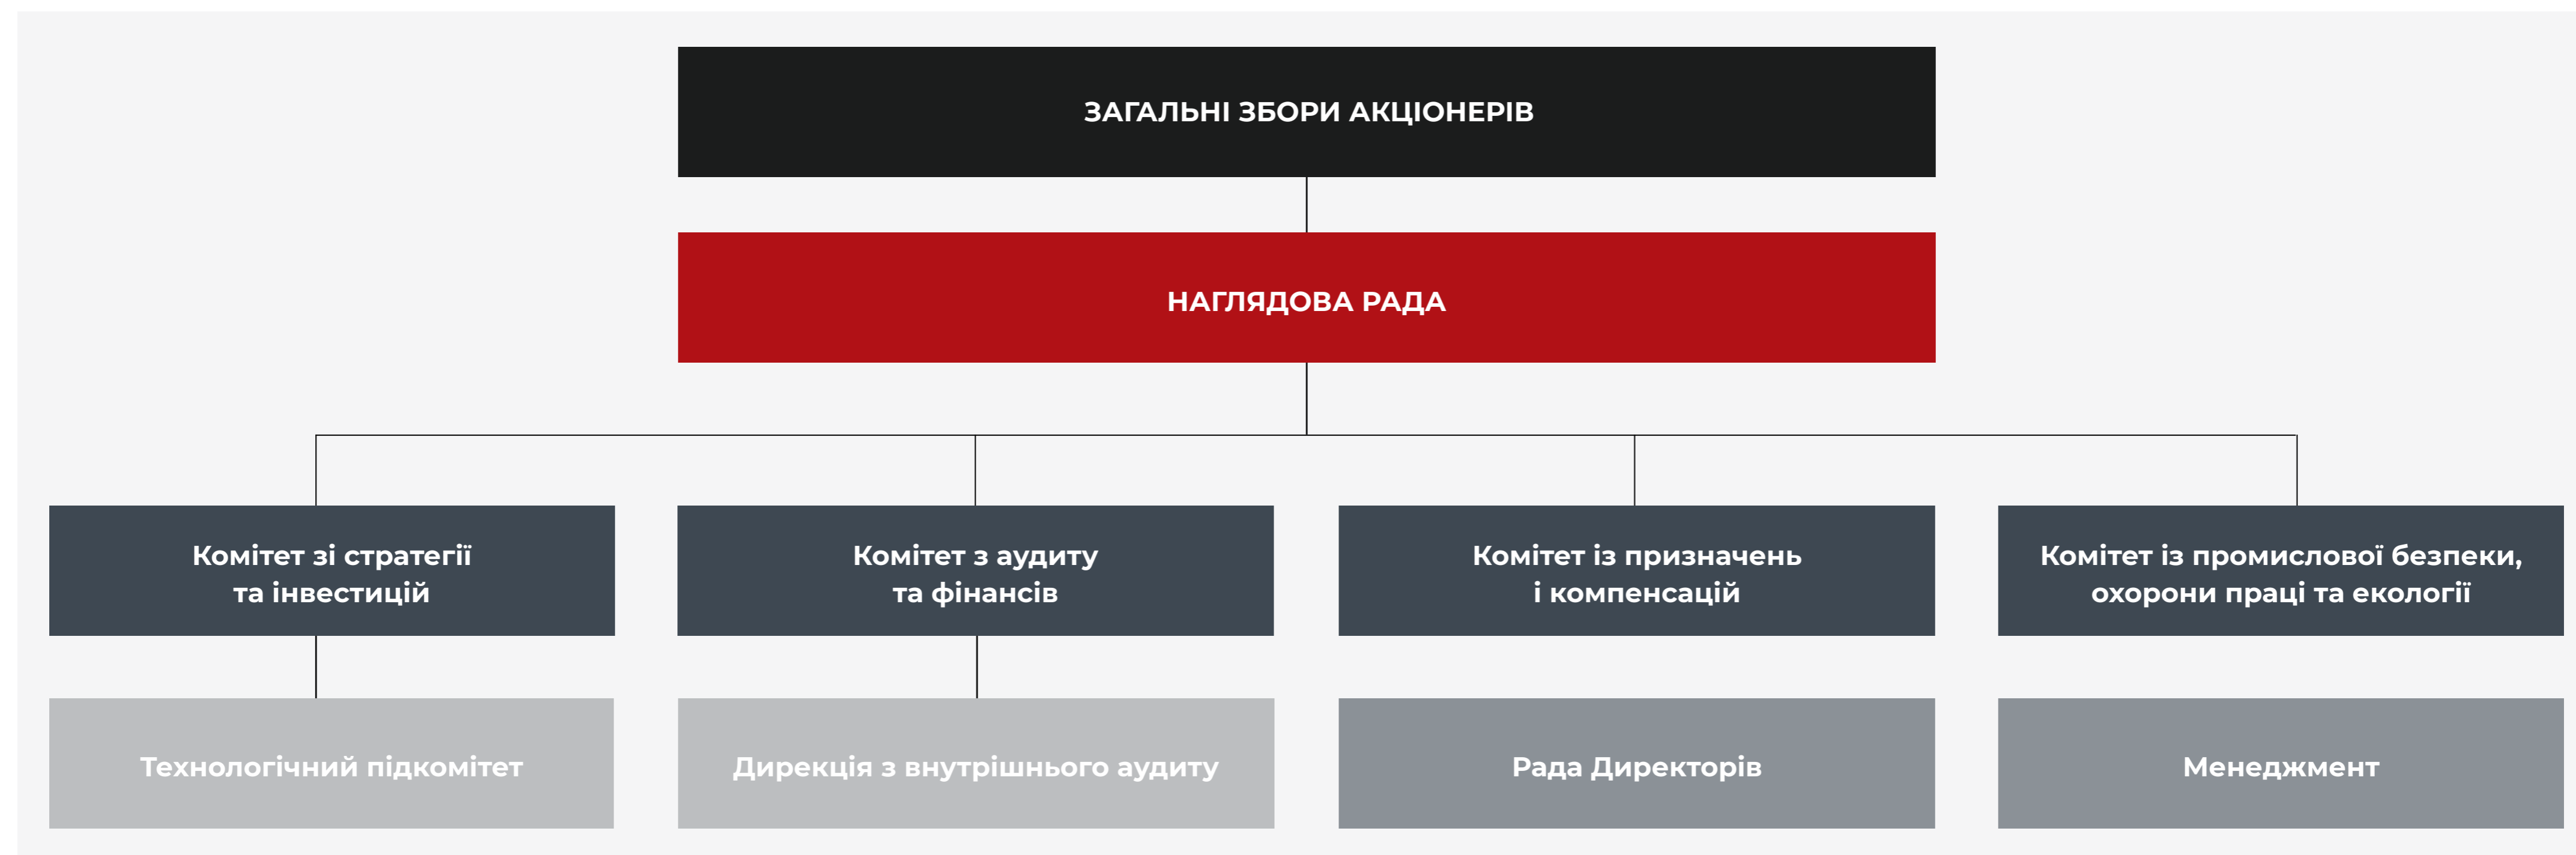 ЗАГАЛЬНІ ЗБОРИ АКЦІОНЕРІВ
НАГЛЯДОВА РАДА
Комітет зі стратегії
та інвестицій
Комітет з аудиту
та фінансів
Комітет із призначень
і компенсацій
Комітет із промислової безпеки,
охорони праці та екології
Технологічний підкомітет
Дирекція з внутрішнього аудиту
Рада Директорів
Менеджмент